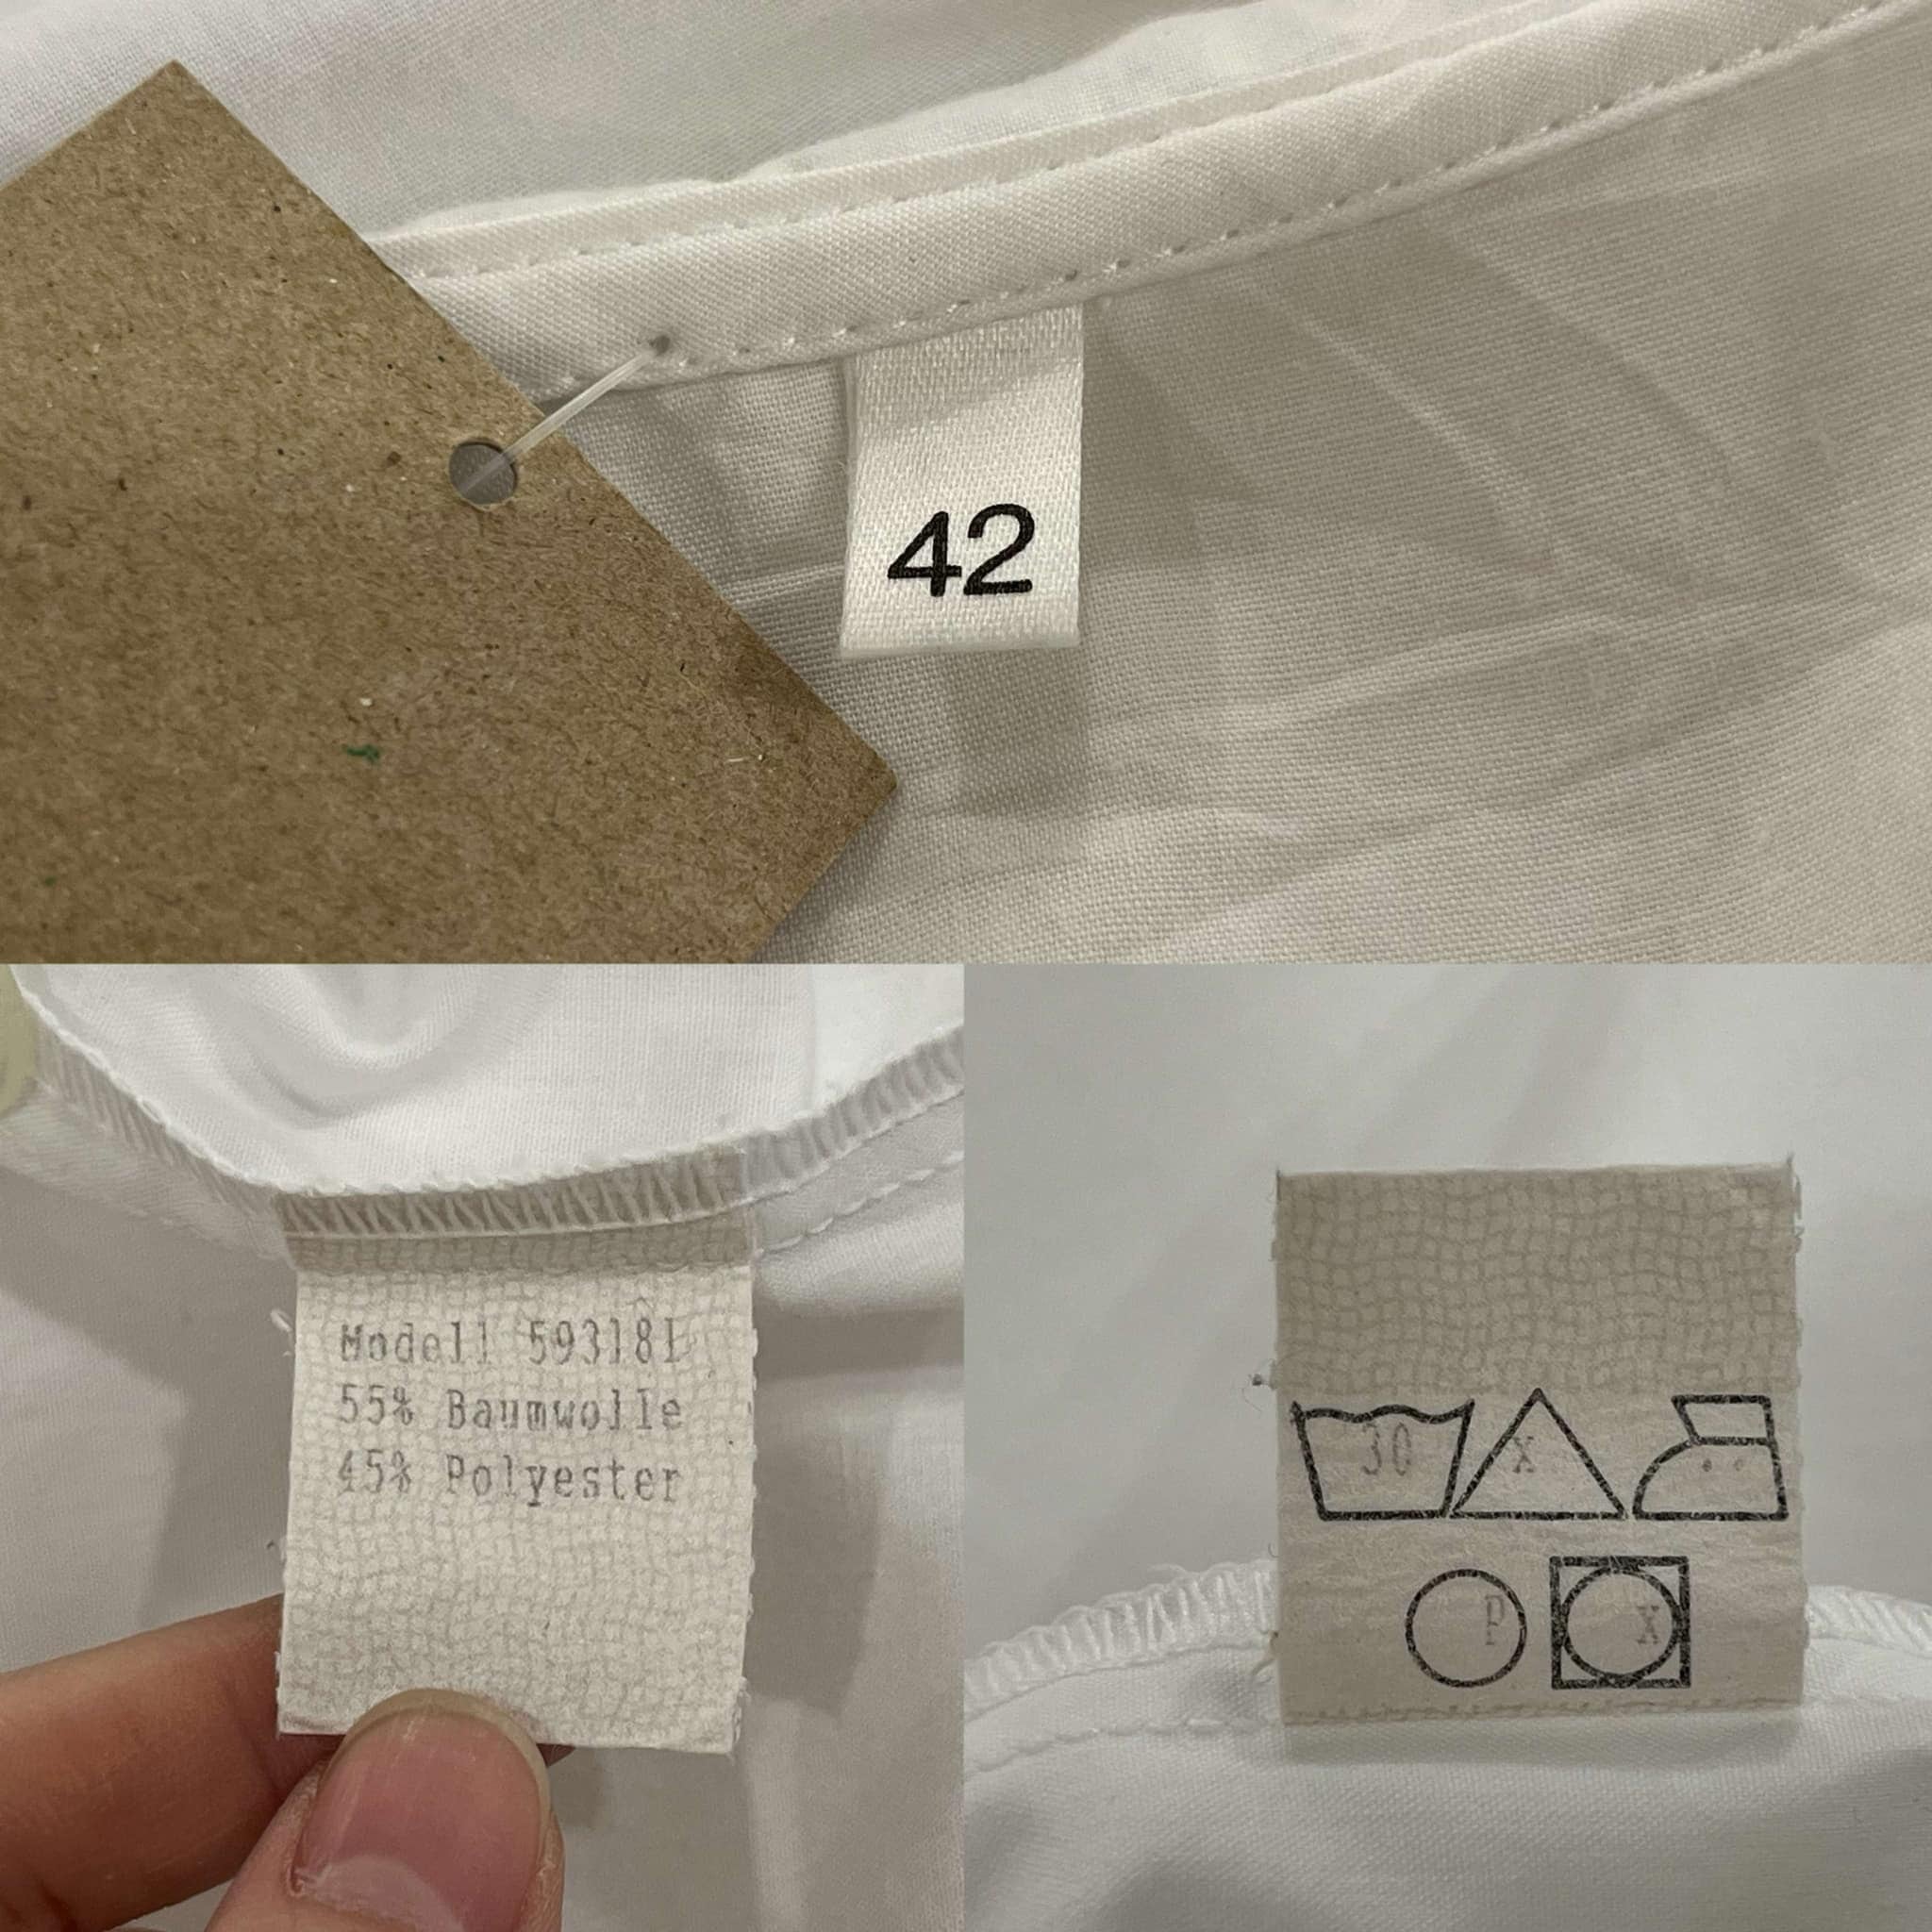 42
Modell 593181
55% Baumwolle
45% Polyester
30 X
P X